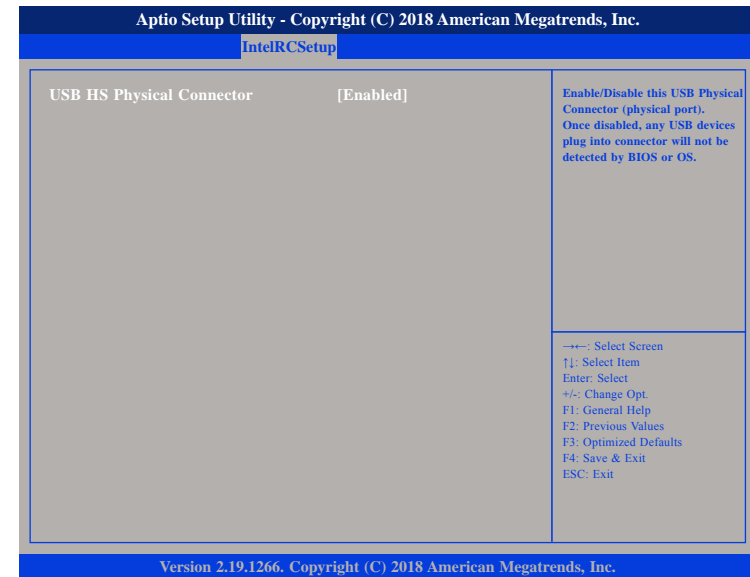 Aptio Setup Utility - Copyright (C) 2018 American Megatrends, Inc.
IntelRCSetup
USB HS Physical Connector [Enabled]
Enable/Disable this USB Physical
Connector (physical port).
Once disabled, any USB devices
plug into connector will not be
detected by BIOS or OS.
→←: Select Screen
↑↓: Select Item
Enter: Select
+/-: Change Opt.
F1: General Help
F2: Previous Values
F3: Optimized Defaults
F4: Save & Exit
ESC: Exit
Version 2.19.1266. Copyright (C) 2018 American Megatrends, Inc.